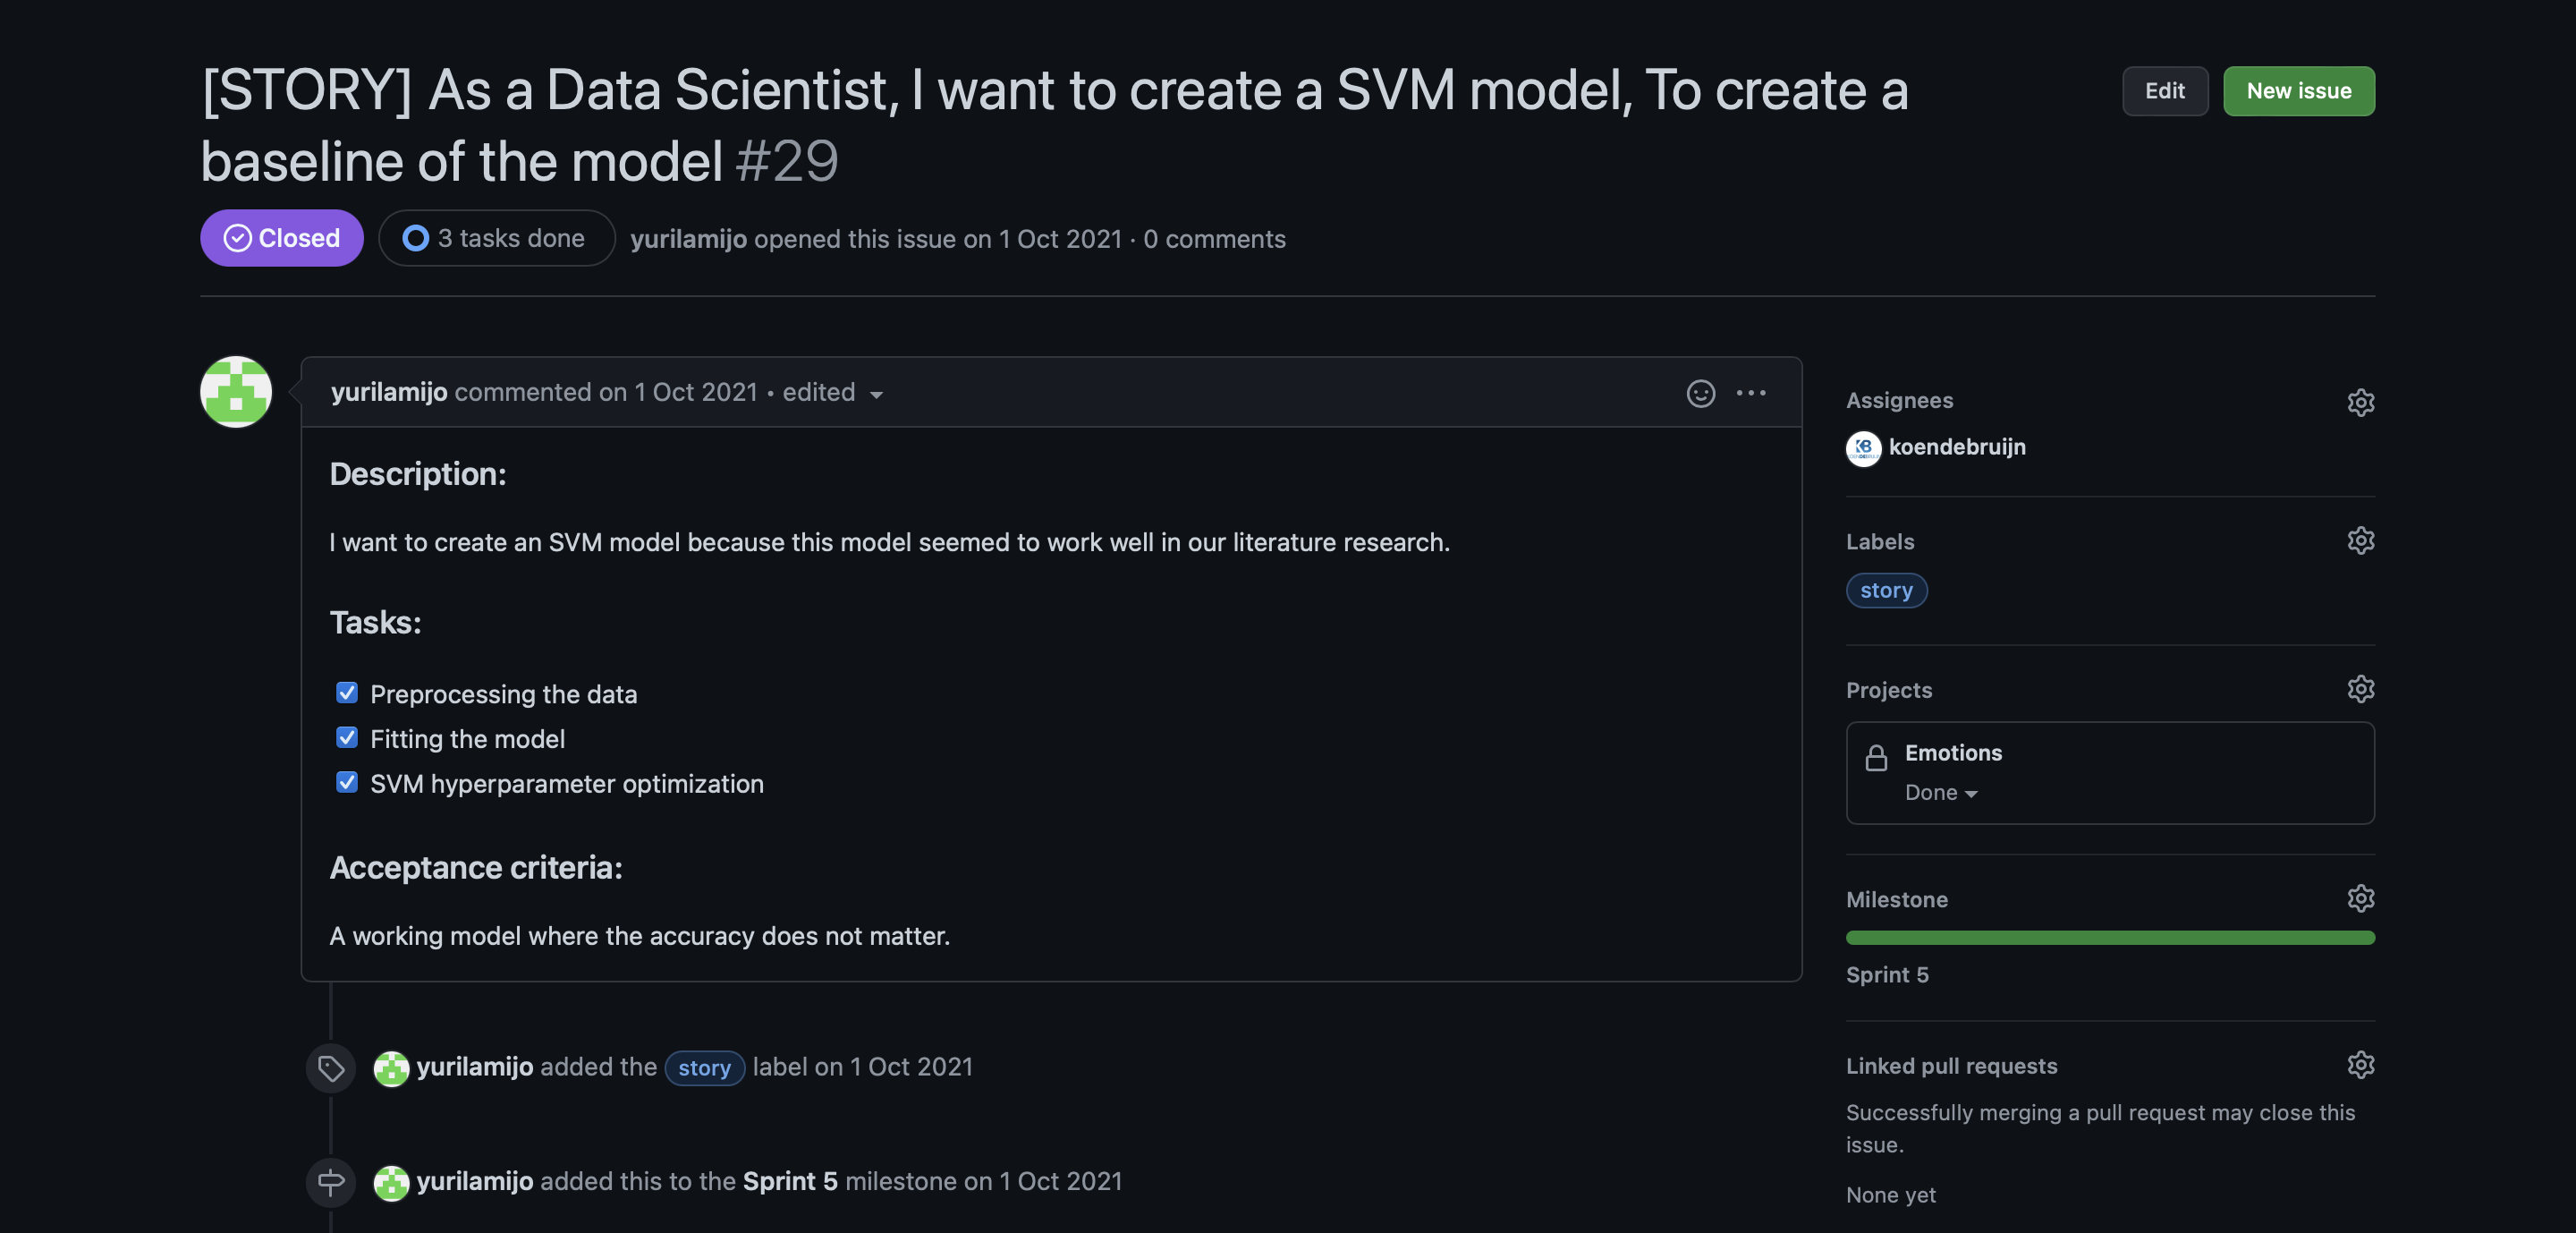 [STORY] As a Data Scientist, I want to create a SVM model, To create a
baseline of the model #29
Edit
New issue
Closed
3 tasks done
yurilamijo opened this issue on 1 Oct 2021 · 0 comments
yurilamijo commented on 1 Oct 2021 • edited
Description:
I want to create an SVM model because this model seemed to work well in our literature research.
Tasks:
Preprocessing the data
Fitting the model
SVM hyperparameter optimization
Acceptance criteria:
A working model where the accuracy does not matter.
yurilamijo added the story label on 1 Oct 2021
yurilamijo added this to the Sprint 5 milestone on 1 Oct 2021
Assignees
KB
koendebruijn
Labels
story
Projects
Emotions
Done
Milestone
Sprint 5
Linked pull requests
Successfully merging a pull request may close this
issue.
None yet